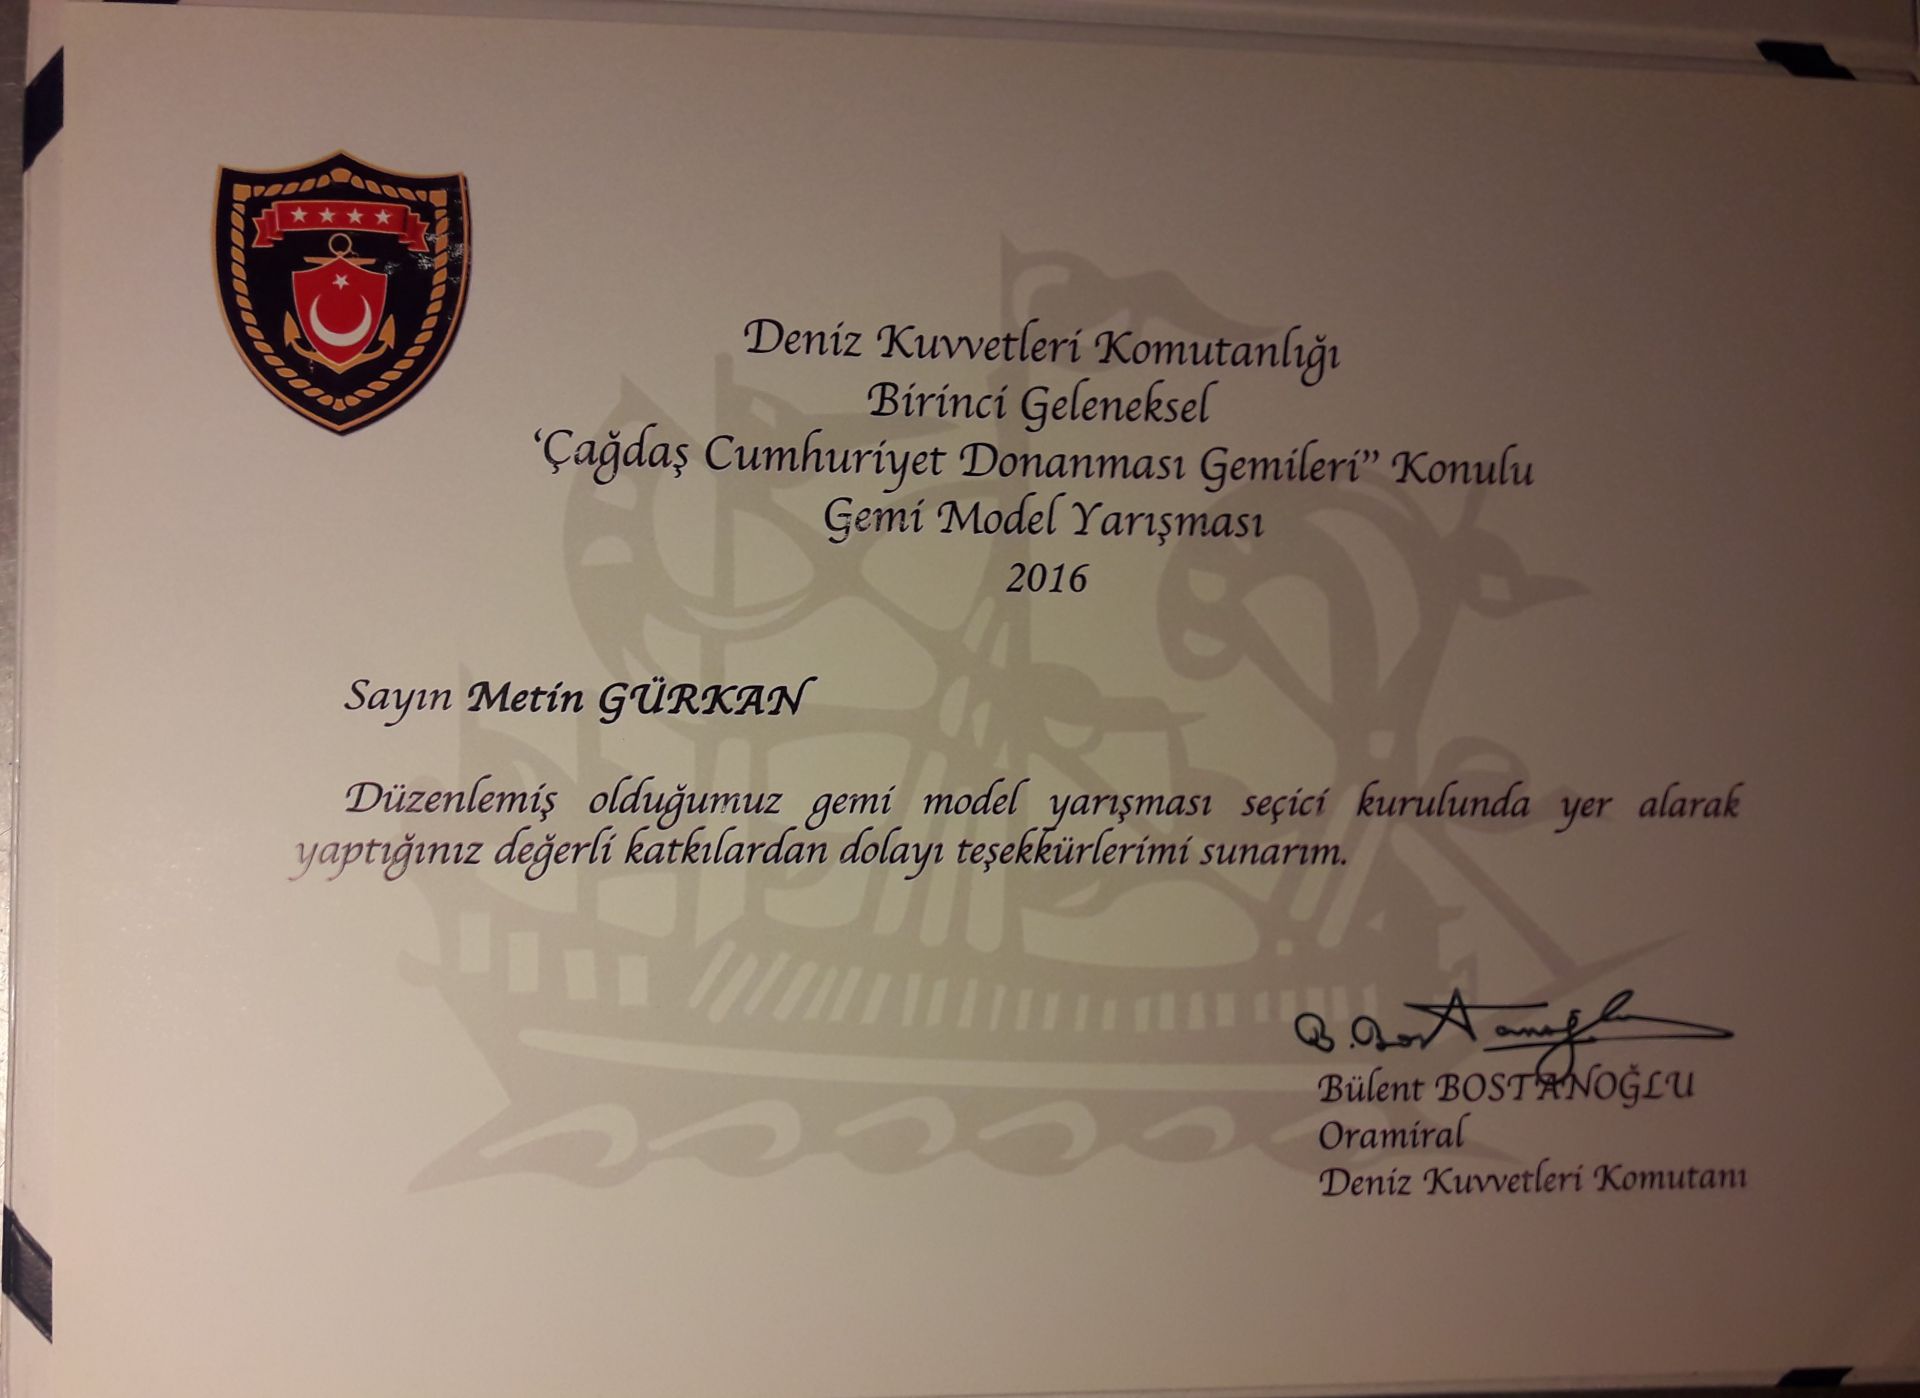 Deniz Kuvvetleri Komutanlığı
Birinci Geleneksel
‘Çağdaş Cumhuriyet Donanması Gemileri” Konulu
Gemi Model Yarışması
2016
Sayın Metin GÜRKAN
Düzenlemiş olduğumuz gemi model yarışması seçici kurulunda yer alarak
yaptığınız değerli katkılardan dolayı teşekkürlerimi sunarım.
B. Bostanoğlu
Bülent BOSTANOĞLU
Oramiral
Deniz Kuvvetleri Komutanı